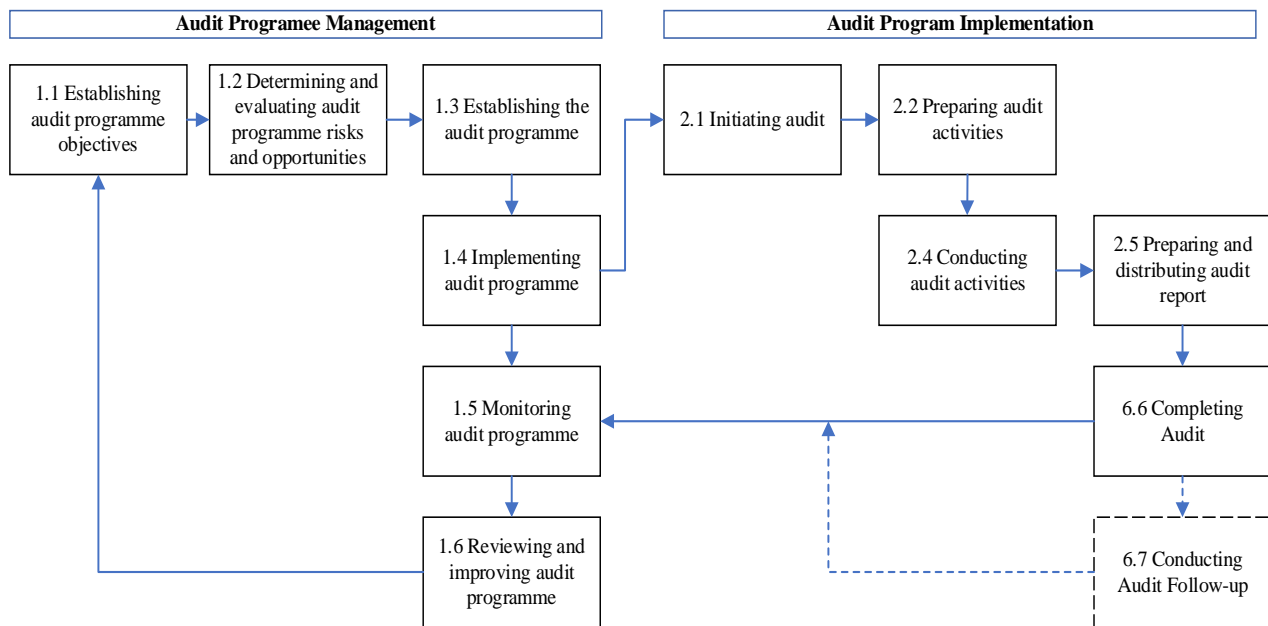 Audit Programee Management
Audit Program Implementation
1.1 Establishing
audit programme
objectives
1.2 Determining and
evaluating audit
programme risks
and opportunities
1.3 Establishing the
audit programme
2.1 Initiating audit
2.2 Preparing audit
activities
1.4 Implementing
audit programme
2.4 Conducting
audit activities
2.5 Preparing and
distributing audit
report
1.5 Monitoring
audit programme
6.6 Completing
Audit
1.6 Reviewing and
improving audit
programme
6.7 Conducting
Audit Follow-up